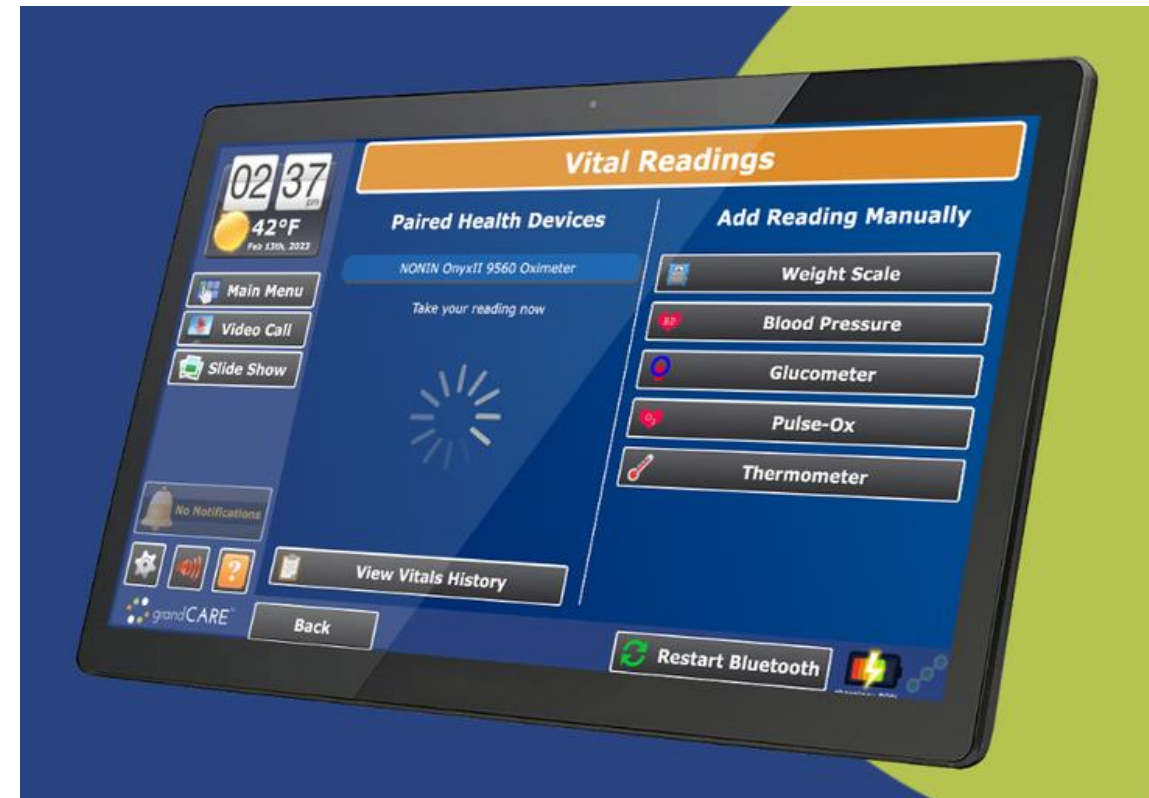 02 37
pm
42°F
Feb 13th, 2023
Main Menu
Video Call
Slide Show
No Notifications
?
grandCARE
Vital Readings
Paired Health Devices
NONIN OnyxII 9560 Oximeter
Take your reading now
View Vitals History
Back
Add Reading Manually
Weight Scale
Blood Pressure
Glucometer
Pulse-Ox
Thermometer
Restart Bluetooth